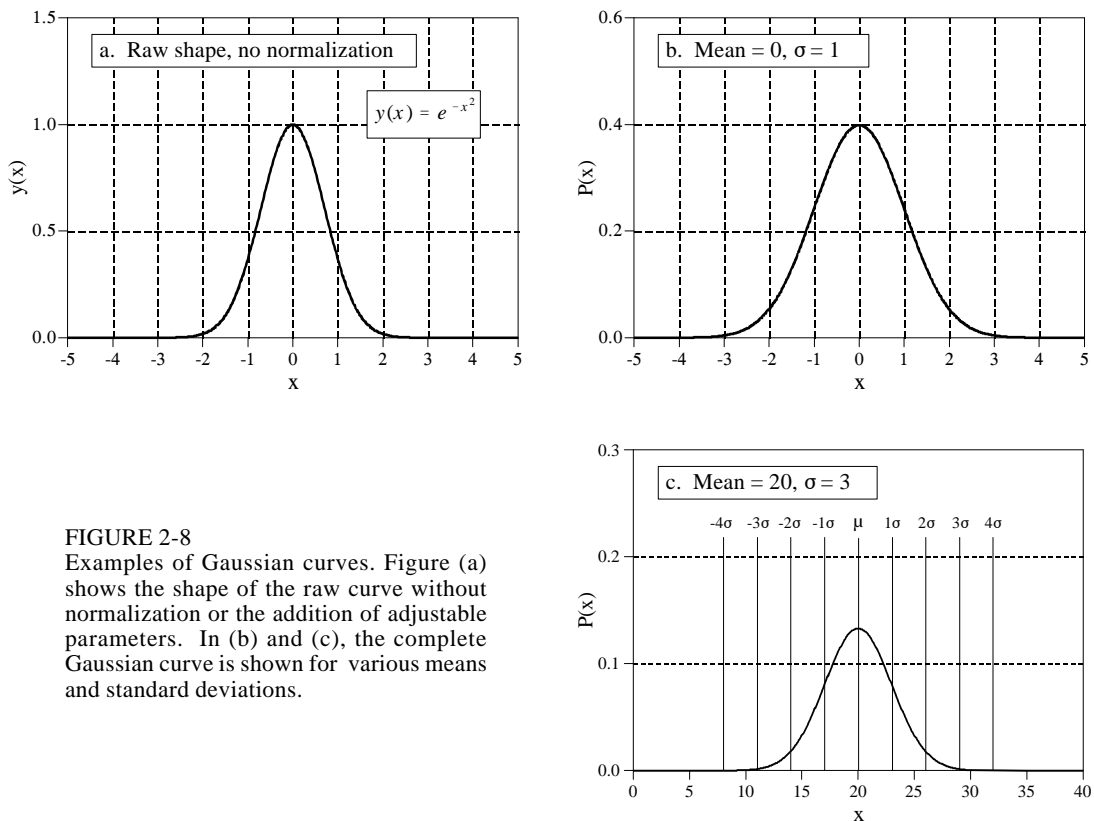 a. Raw shape, no normalization
y(x) = e^{-x^2}
1.5
1.0
0.5
0.0
y(x)
-5 -4 -3 -2 -1 0 1 2 3 4 5
x
b. Mean = 0, σ = 1
0.6
0.4
0.2
0.0
P(x)
-5 -4 -3 -2 -1 0 1 2 3 4 5
x
c. Mean = 20, σ = 3
-4σ -3σ -2σ -1σ μ 1σ 2σ 3σ 4σ
0.3
0.2
0.1
0.0
P(x)
0 5 10 15 20 25 30 35 40
x
FIGURE 2-8
Examples of Gaussian curves. Figure (a)
shows the shape of the raw curve without
normalization or the addition of adjustable
parameters. In (b) and (c), the complete
Gaussian curve is shown for various means
and standard deviations.